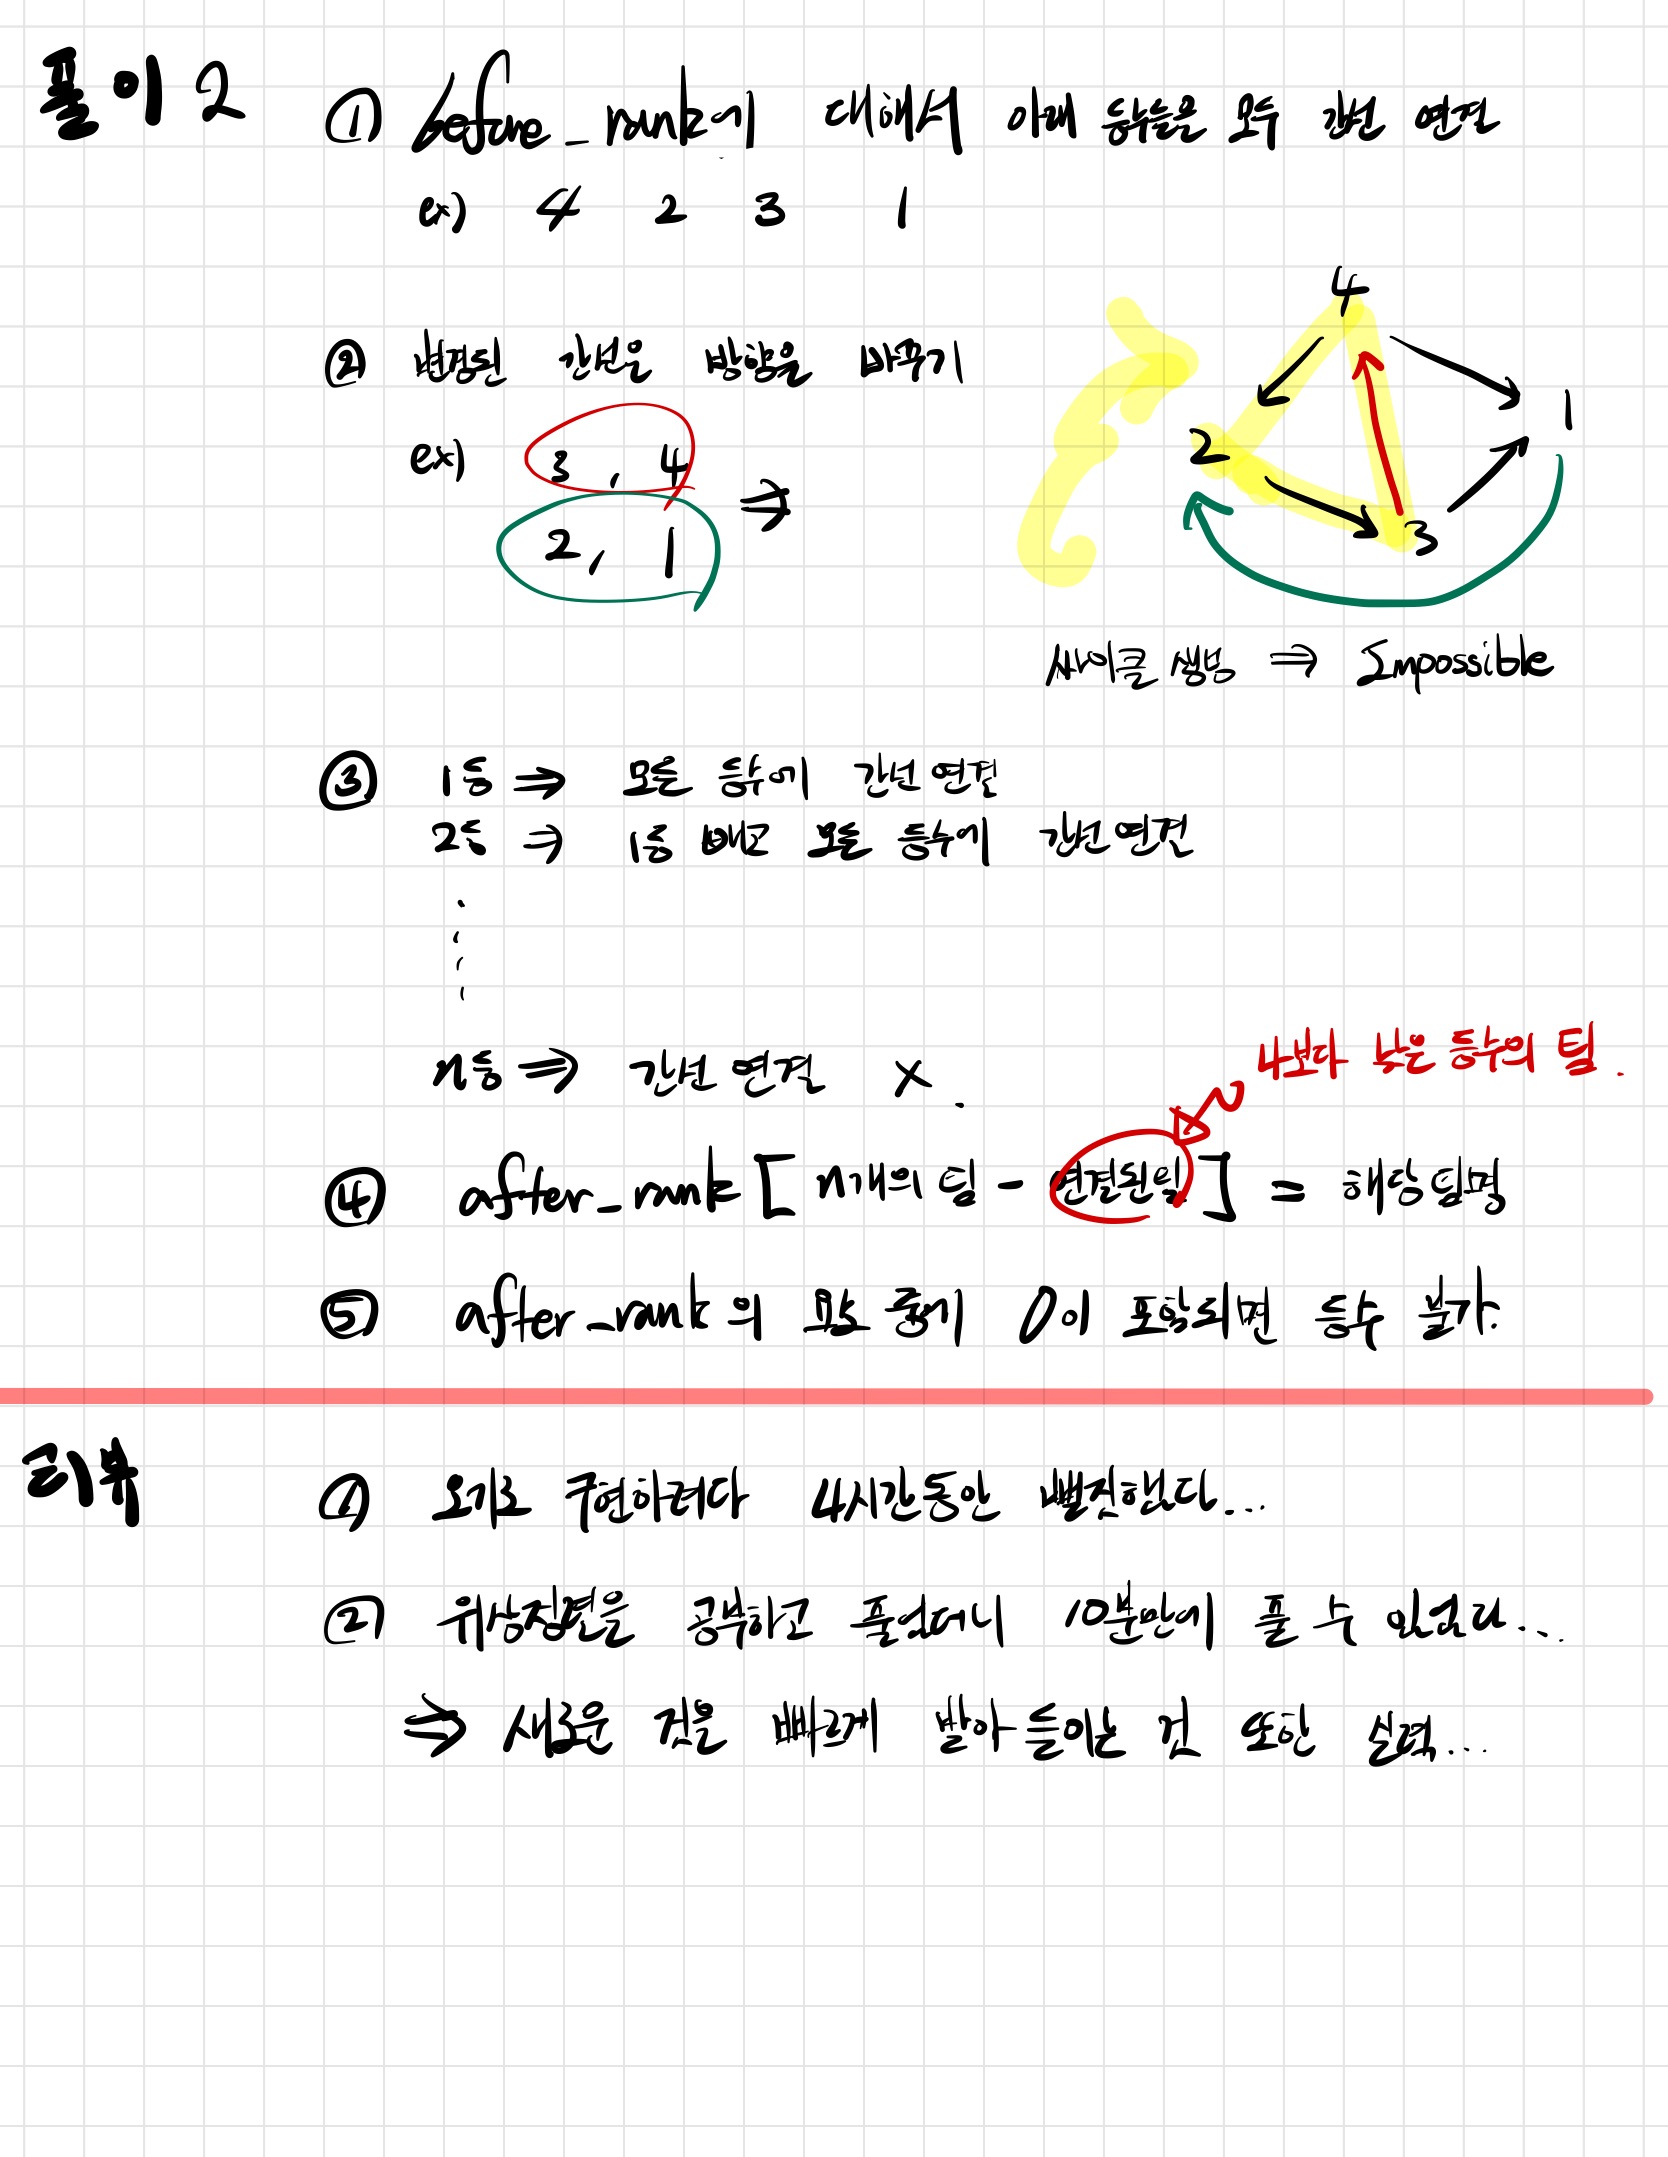 풀이 2
① before_rank에 대해서 아래 등수들은 모두 간선 연결
ex) 4 2 3 1
② 변경된 간선은 방향을 바꾸기
ex) 3, 4
2, 1 ⇒
4
1
2
3
싸이클 생성 ⇒ Impossible
③ 1등 ⇒ 모든 등수에 간선 연결
2등 ⇒ 1등 빼고 모든 등수에 간선 연결
n등 ⇒ 간선 연결 X.
나보다 낮은 등수의 팀.
④ after_rank [n개의 팀 - 연결된 팀] = 해당 팀명
⑤ after_rank의 요소 중에 0이 포함되면 등수 불가.
리뷰
① 오기로 구현하려다 4시간동안 뻘짓했다...
② 위상정렬을 공부하고 풀었더니 10분만에 풀 수 있었다...
⇒ 새로운 것을 빠르게 받아들이는 것 또한 실력...